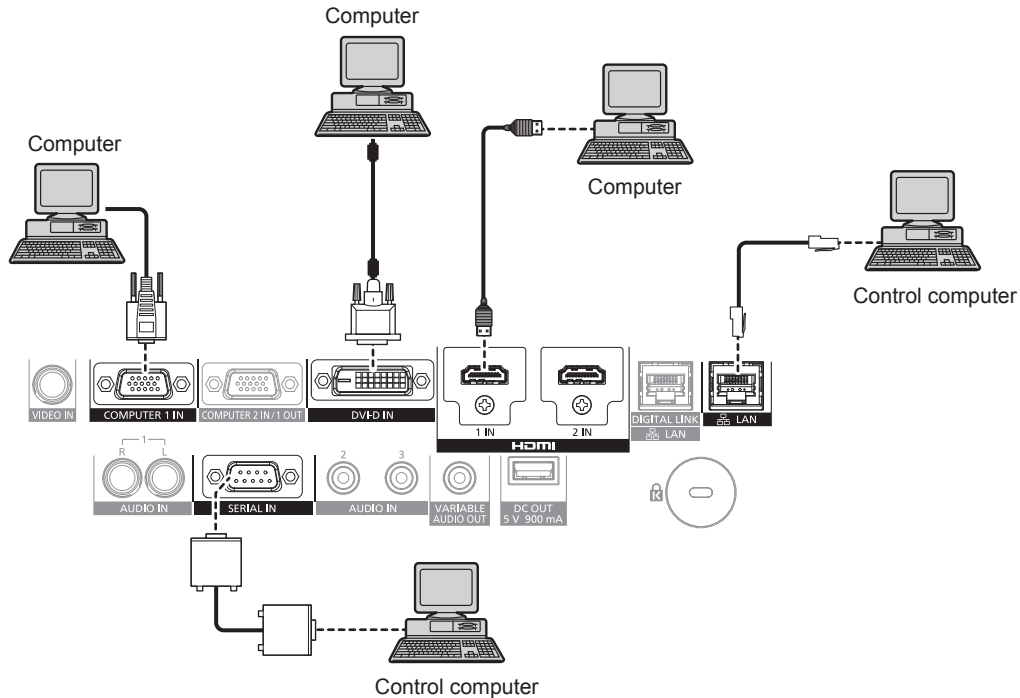 Computer
Computer
Computer
Control computer
VIDEO IN
COMPUTER 1 IN
COMPUTER 2 IN / 1 OUT
DVI-D IN
1 IN
2 IN
HDMI
DIGITAL LINK
LAN
LAN
1
R
L
AUDIO IN
SERIAL IN
2
3
AUDIO IN
VARIABLE
AUDIO OUT
DC OUT
5 V 900 mA
K
Control computer